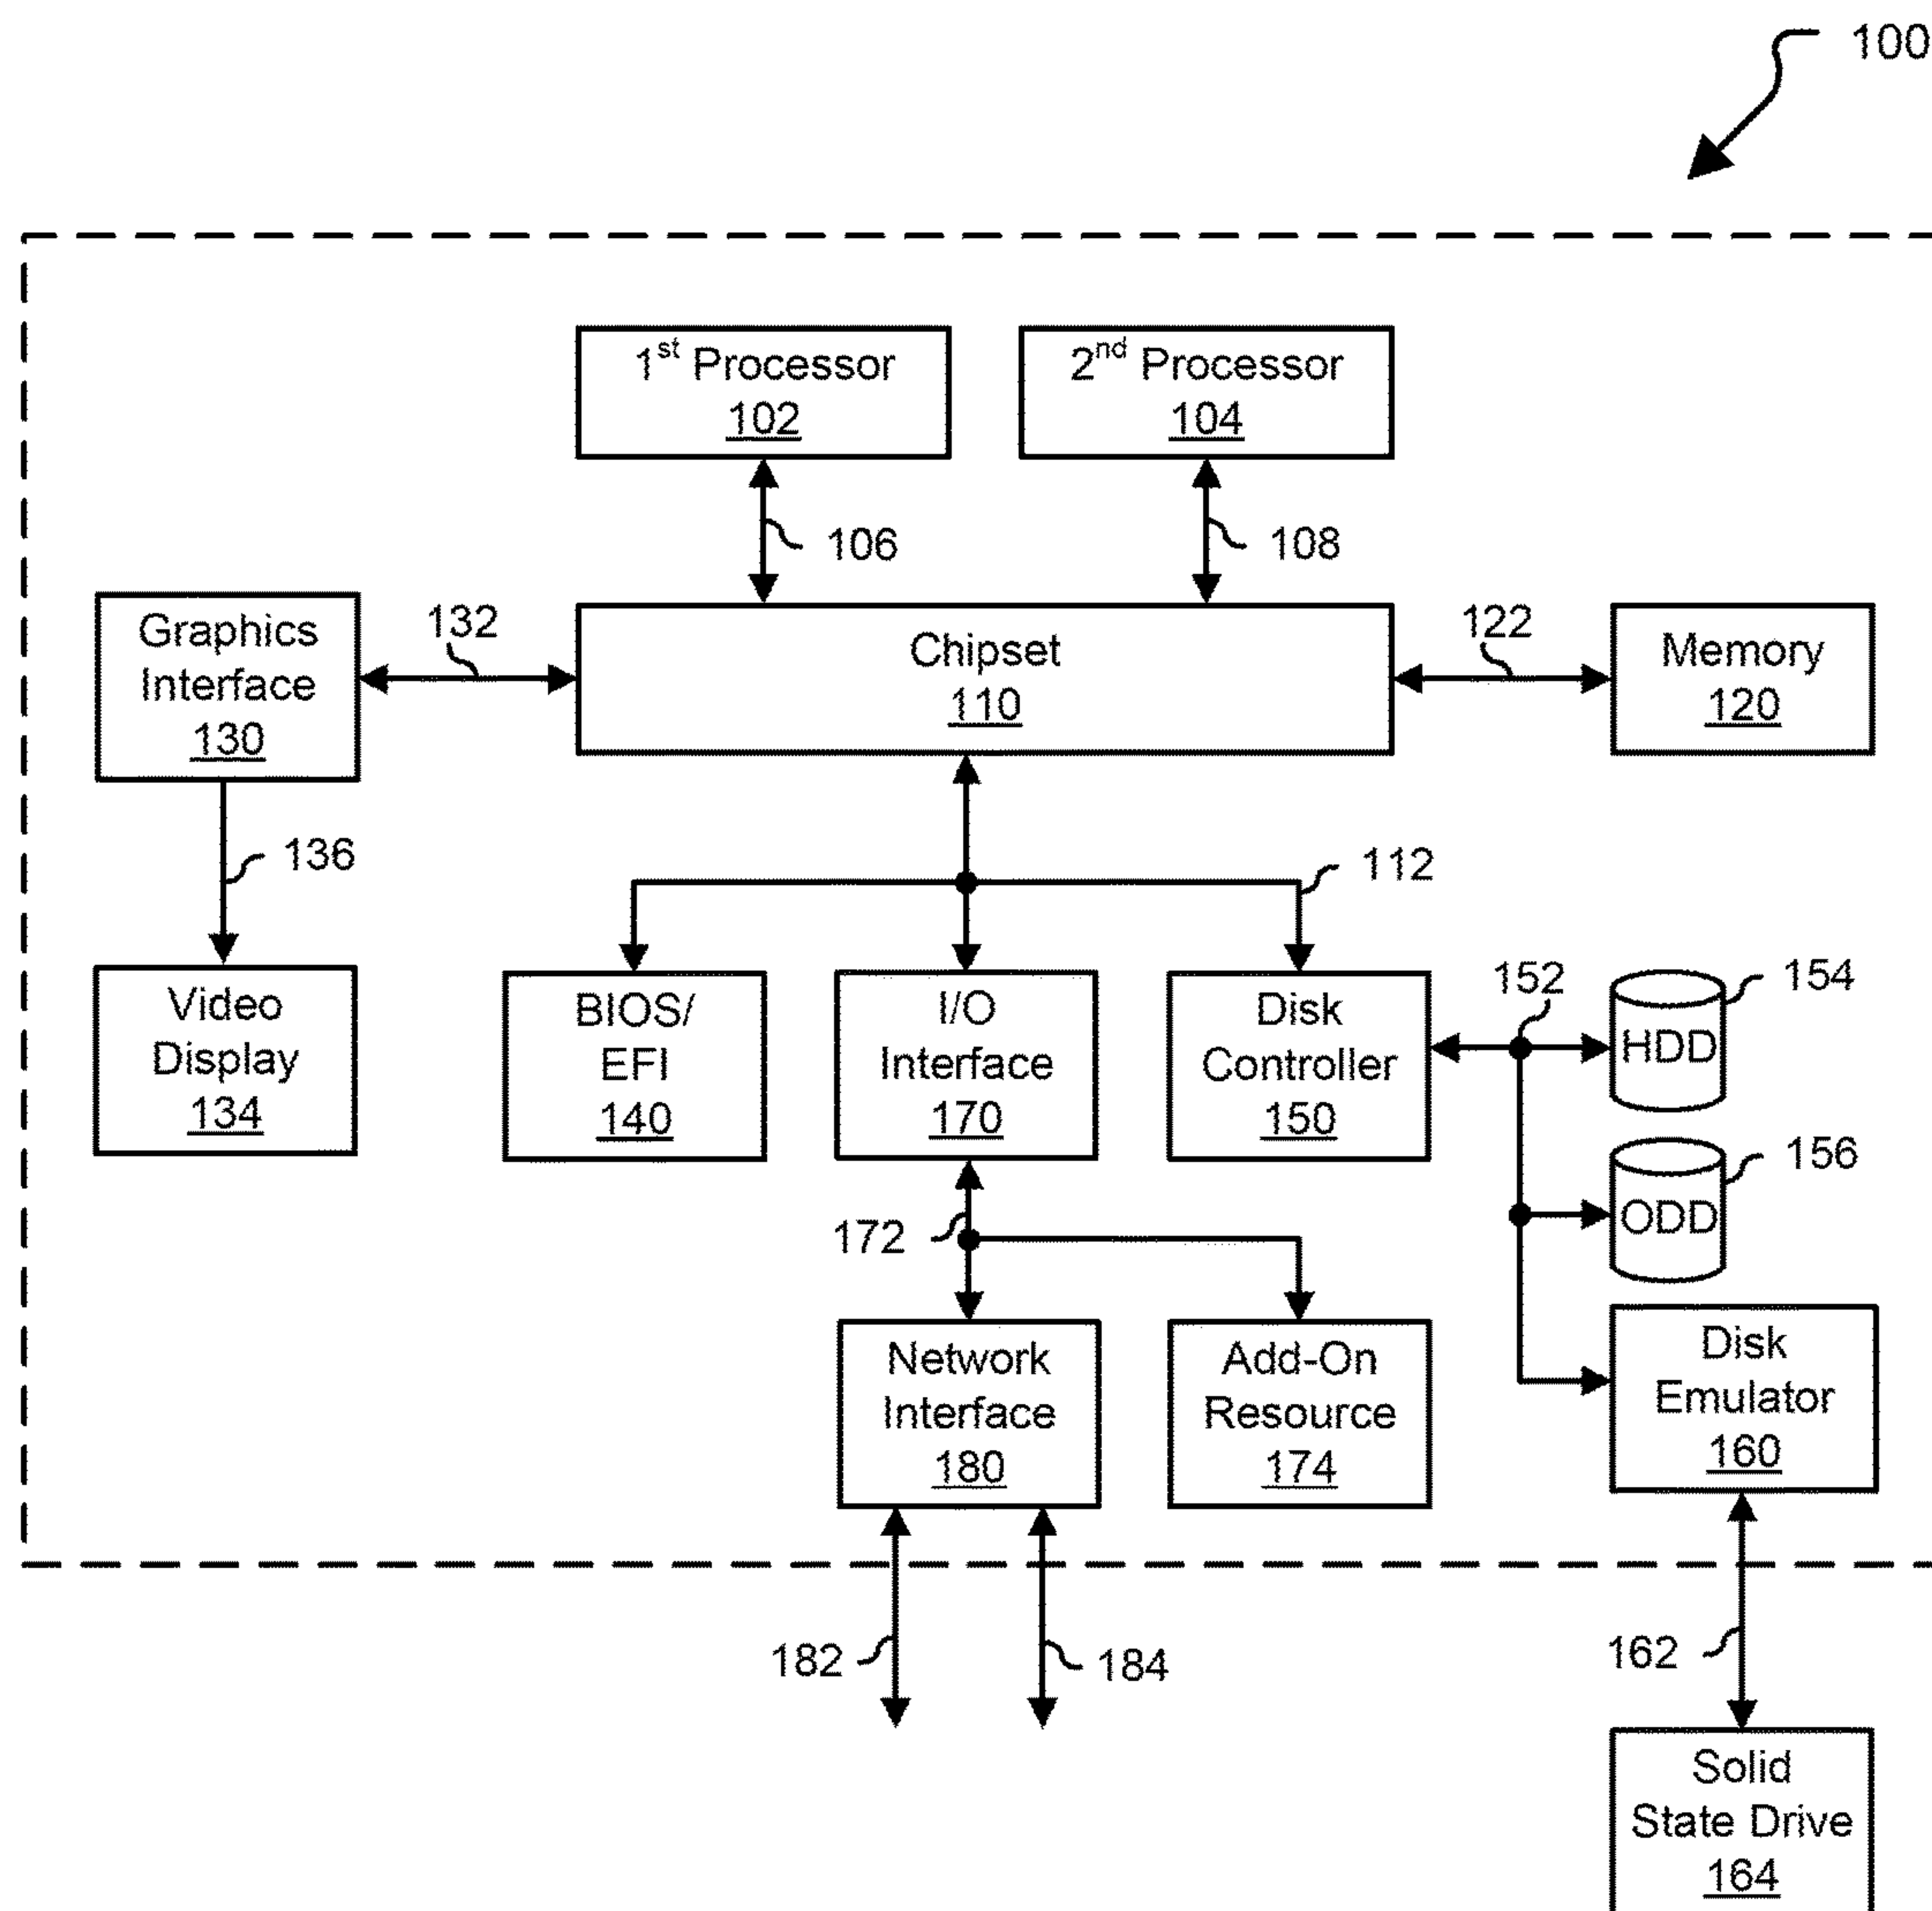 100
1st Processor
102
2nd Processor
104
106
108
Graphics
Interface
130
132
Chipset
110
122
Memory
120
136
112
Video
Display
134
BIOS/
EFI
140
I/O
Interface
170
Disk
Controller
150
152
HDD
154
ODD
156
172
Network
Interface
180
Add-On
Resource
174
Disk
Emulator
160
182
184
162
Solid
State Drive
164